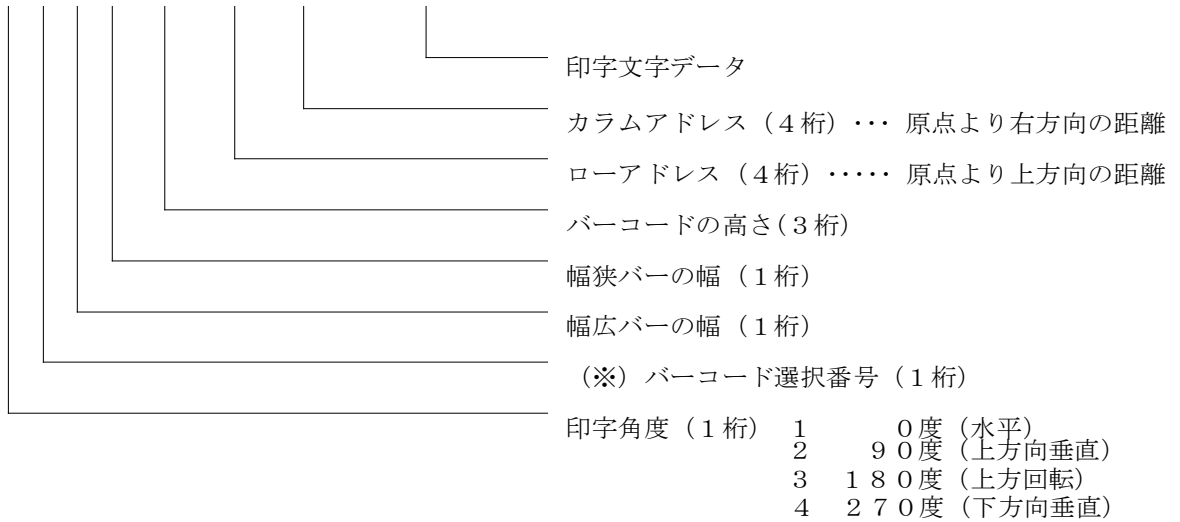 印字文字データ
カラムアドレス（４桁）･･･ 原点より右方向の距離
ローアドレス（４桁）･････ 原点より上方向の距離
バーコードの高さ(３桁）
幅狭バーの幅（１桁）
幅広バーの幅（１桁）
（※）バーコード選択番号（１桁）
印字角度（１桁） １ ０度（水平）
２ ９０度（上方向垂直）
３ １８０度（上方回転）
４ ２７０度（下方向垂直）